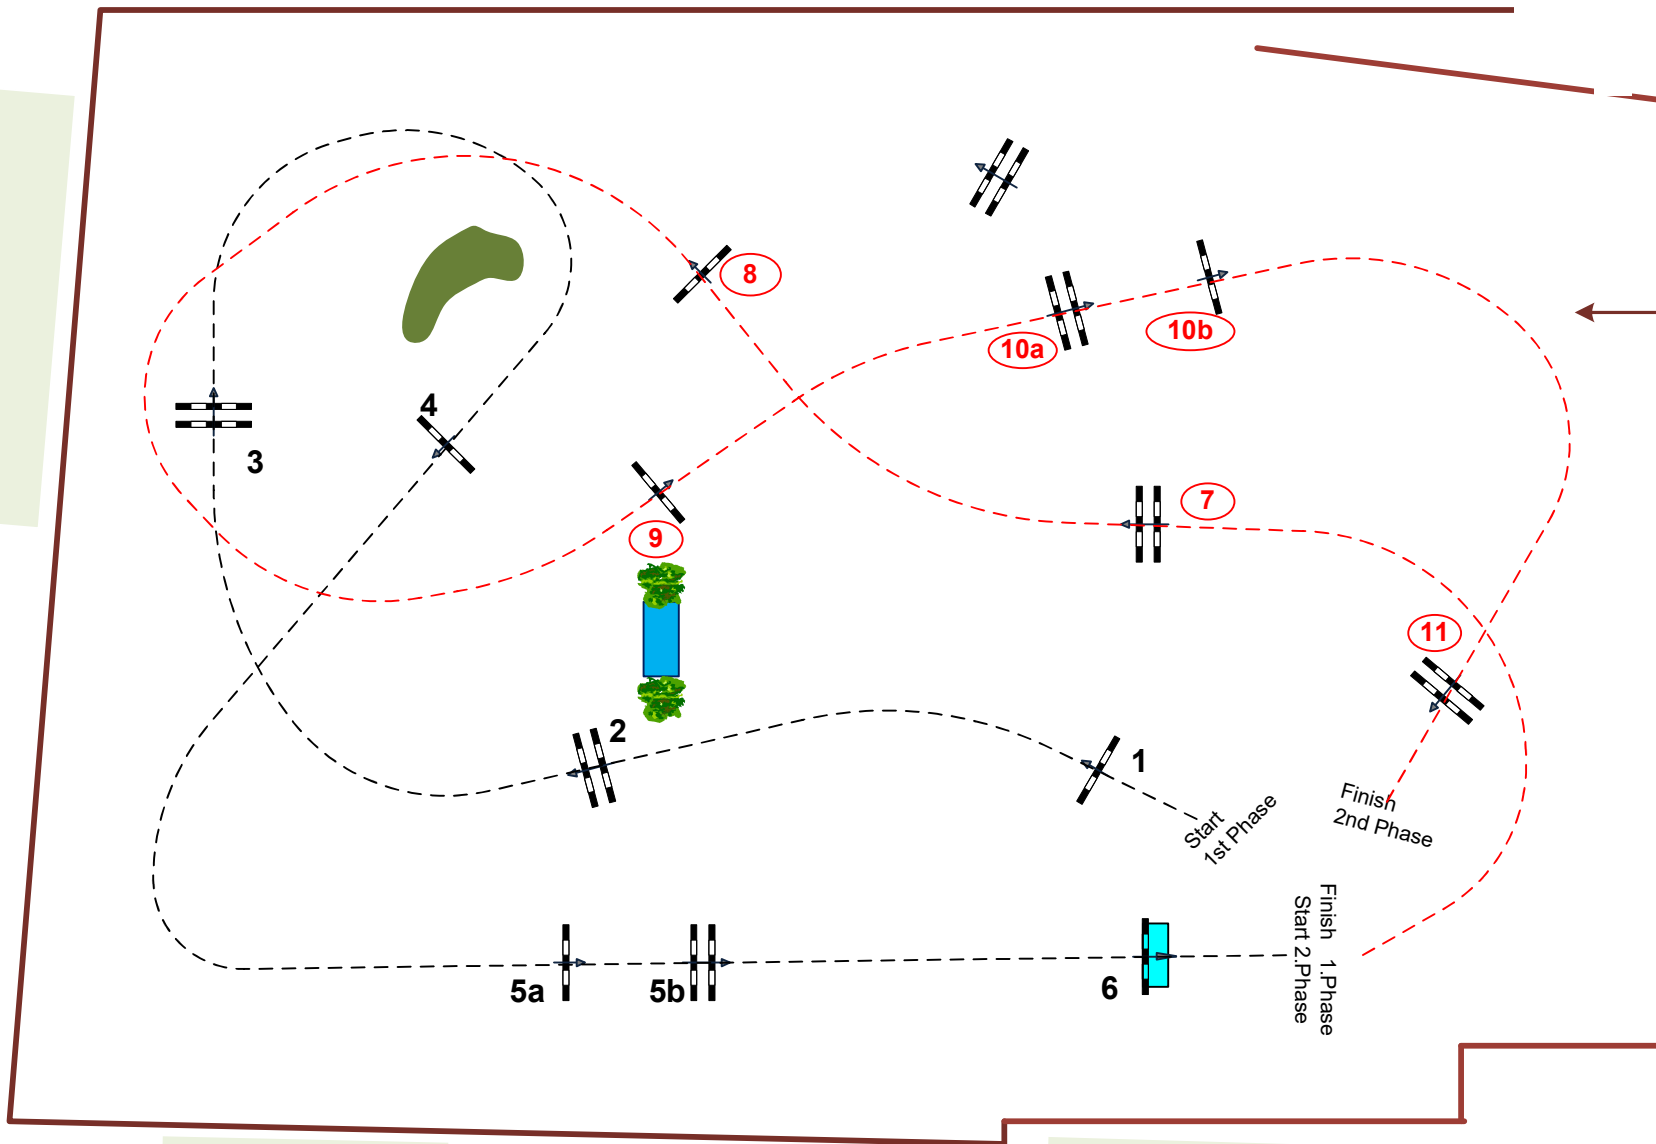 8
10a
10b
4
3
7
9
11
2
1
Start
1st Phase
Finish
2nd Phase
Finish 1.Phase
Start 2.Phase
5a
5b
6